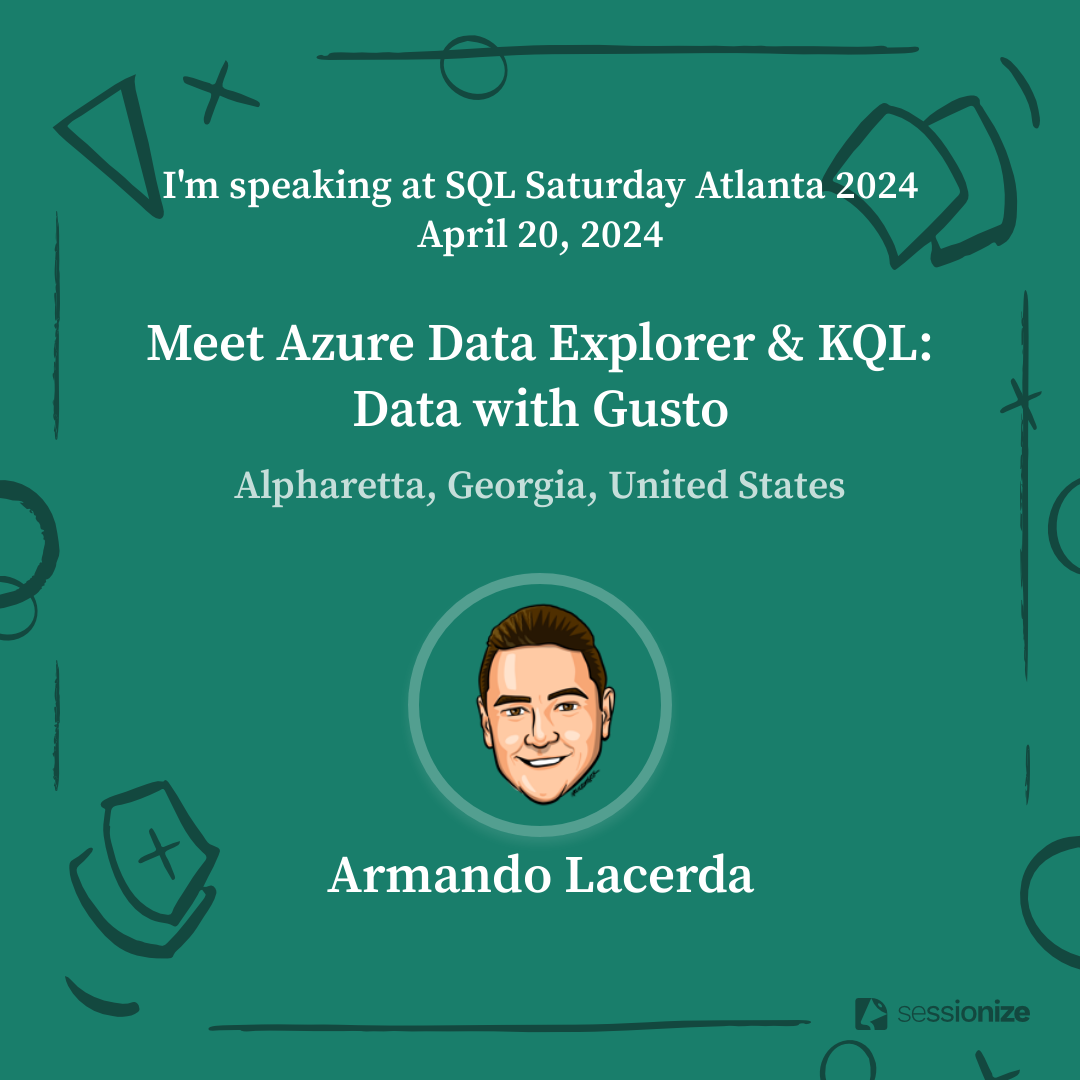 I'm speaking at SQL Saturday Atlanta 2024
April 20, 2024
Meet Azure Data Explorer & KQL:
Data with Gusto
Alpharetta, Georgia, United States
Armando Lacerda
sessionize